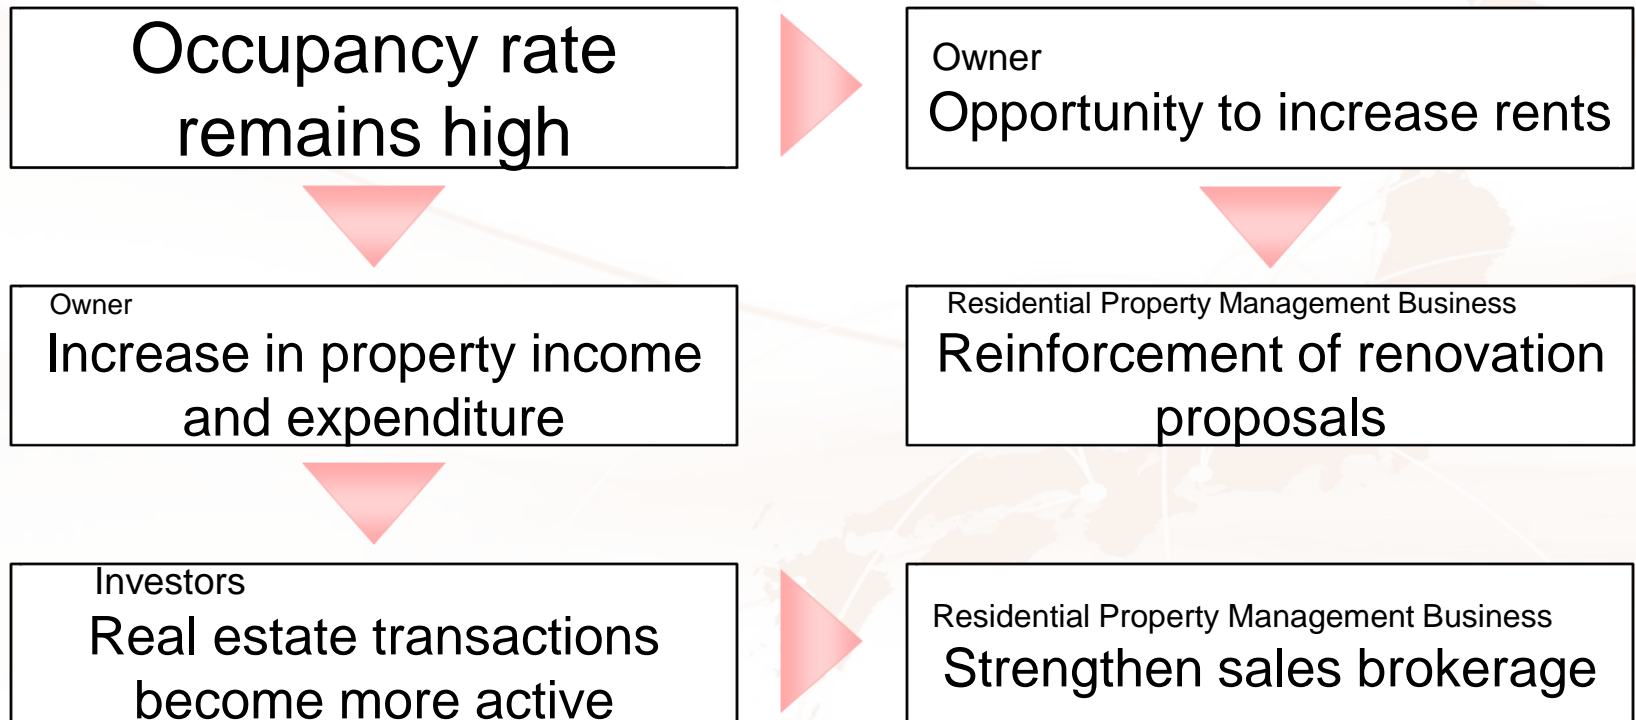 Occupancy rate
remains high
Owner
Opportunity to increase rents
Owner
Increase in property income
and expenditure
Residential Property Management Business
Reinforcement of renovation
proposals
Investors
Real estate transactions
become more active
Residential Property Management Business
Strengthen sales brokerage